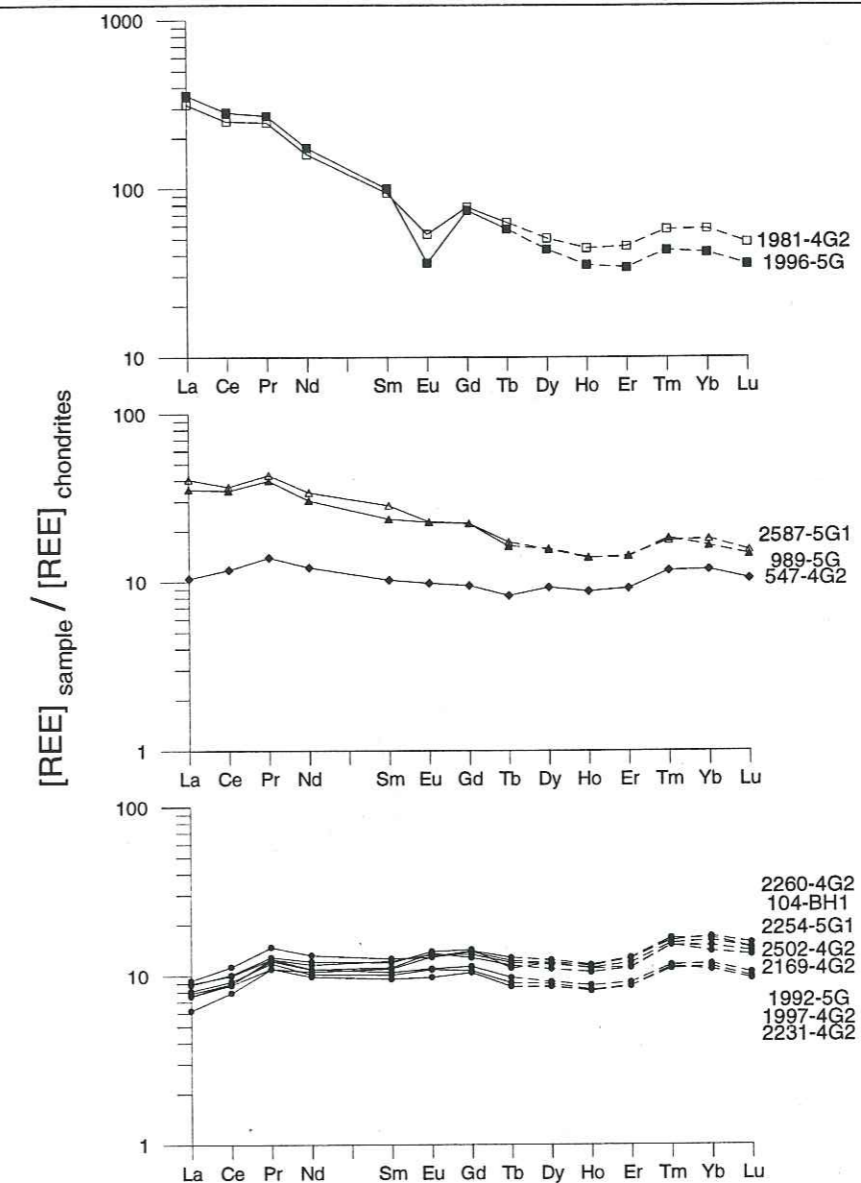 1000
100
10
La Ce Pr Nd Sm Eu Gd Tb Dy Ho Er Tm Yb Lu
1981-4G2
1996-5G
[REE] sample / [REE] chondrites
100
10
1
La Ce Pr Nd Sm Eu Gd Tb Dy Ho Er Tm Yb Lu
2587-5G1
989-5G
547-4G2
100
10
1
La Ce Pr Nd Sm Eu Gd Tb Dy Ho Er Tm Yb Lu
2260-4G2
104-BH1
2254-5G1
2502-4G2
2169-4G2
1992-5G
1997-4G2
2231-4G2